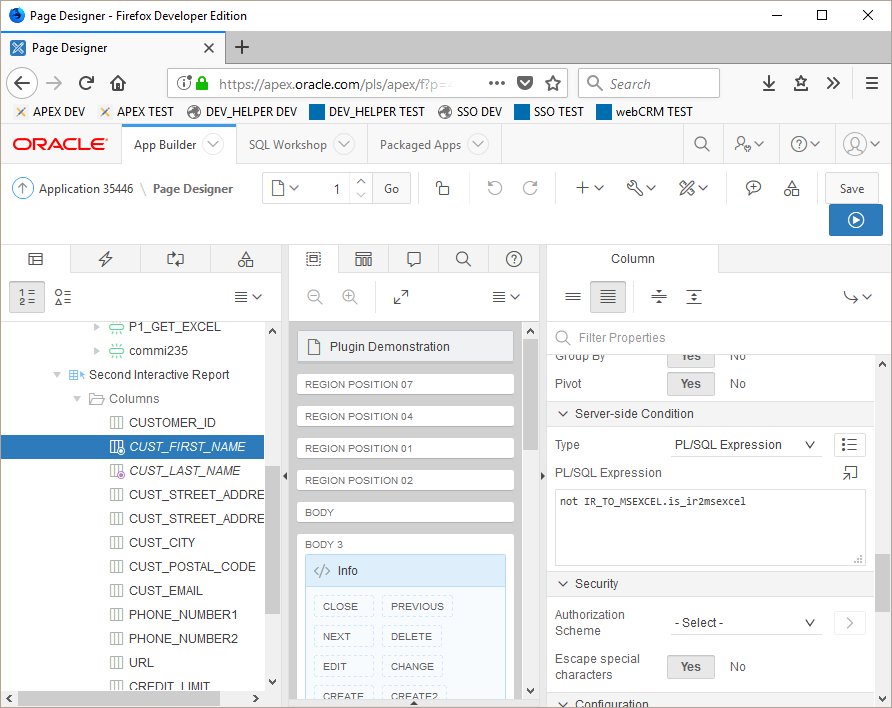 Page Designer - Firefox Developer Edition
Page Designer
https://apex.oracle.com/pls/apex/f?p=
Search
APEX DEV
APEX TEST
DEV_HELPER DEV
DEV_HELPER TEST
SSO DEV
SSO TEST
webCRM TEST
ORACLE
App Builder
SQL Workshop
Packaged Apps
Application 35446 \ Page Designer
1
Go
Save
P1_GET_EXCEL
commi235
Second Interactive Report
Columns
CUSTOMER_ID
CUST_FIRST_NAME
CUST_LAST_NAME
CUST_STREET_ADDRE
CUST_STREET_ADDRE
CUST_CITY
CUST_POSTAL_CODE
CUST_EMAIL
PHONE_NUMBER1
PHONE_NUMBER2
URL
CREDIT_LIMIT
Plugin Demonstration
REGION POSITION 07
REGION POSITION 04
REGION POSITION 01
REGION POSITION 02
BODY
BODY 3
Info
CLOSE
PREVIOUS
NEXT
DELETE
EDIT
CHANGE
CREATE
CREATE2
Column
Filter Properties
Group By
Yes
No
Pivot
Yes
No
Server-side Condition
Type
PL/SQL Expression
PL/SQL Expression
not IR_TO_MSEXCEL.is_ir2msexcel
Security
Authorization
Scheme
- Select -
Escape special
characters
Yes
No
Configuration